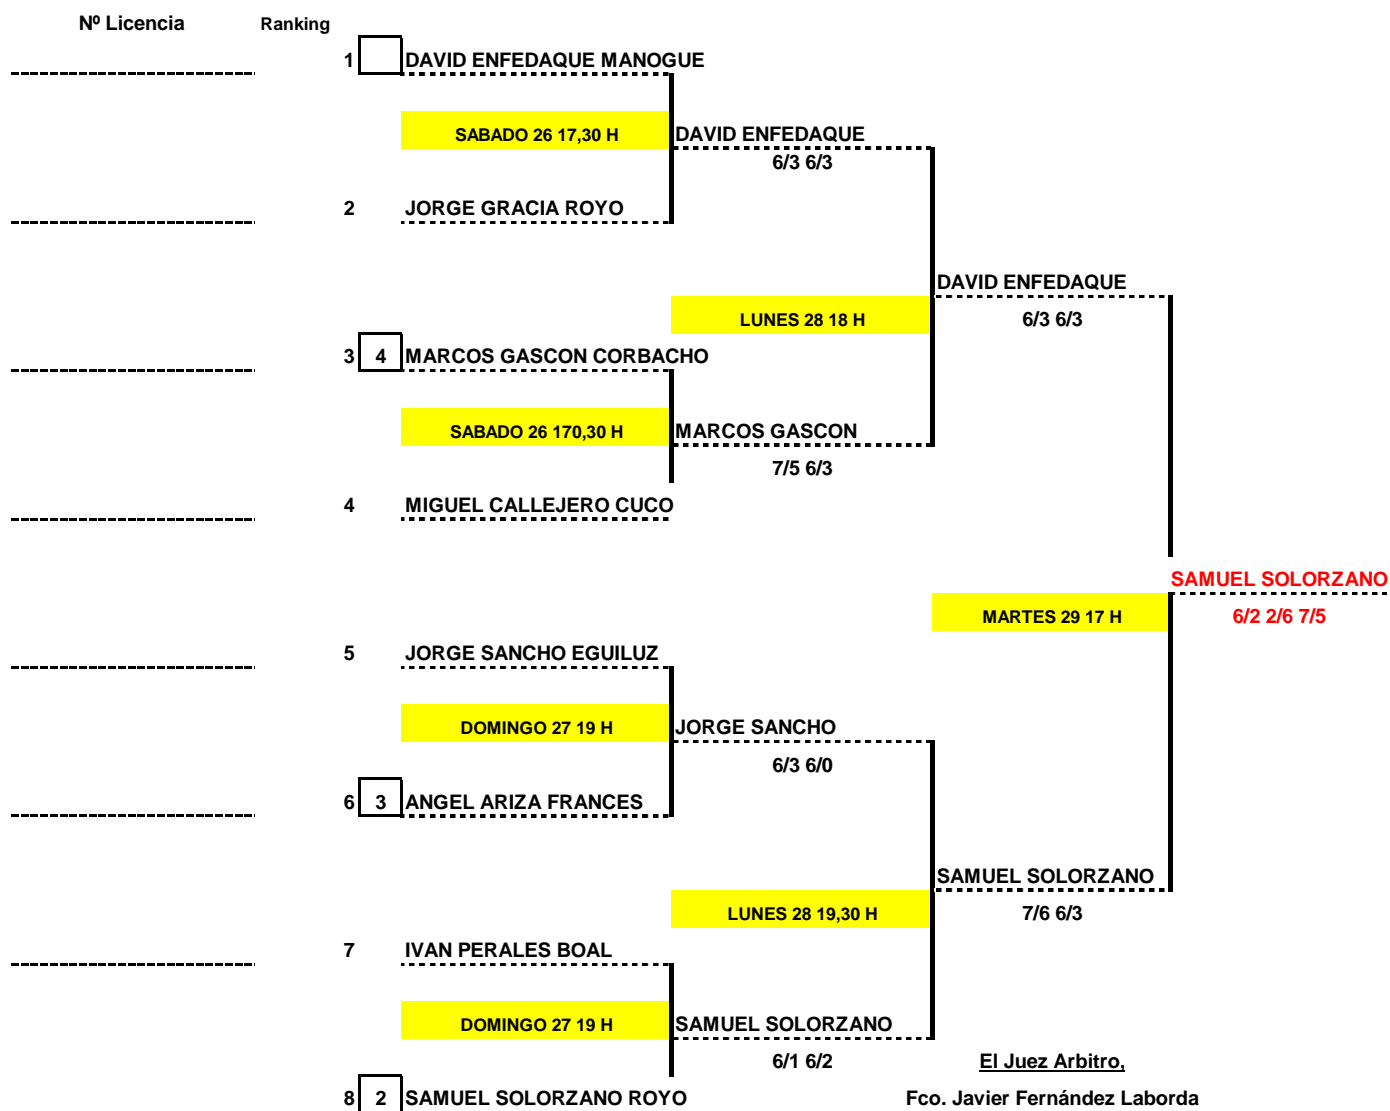 Nº Licencia Ranking
1 DAVID ENFEDAQUE MANOGUE
SABADO 26 17,30 H DAVID ENFEDAQUE
6/3 6/3
2 JORGE GRACIA ROYO
DAVID ENFEDAQUE
LUNES 28 18 H 6/3 6/3
3 4 MARCOS GASCON CORBACHO
SABADO 26 170,30 H MARCOS GASCON
7/5 6/3
4 MIGUEL CALLEJERO CUCO
SAMUEL SOLORZANO
MARTES 29 17 H 6/2 2/6 7/5
5 JORGE SANCHO EGUILUZ
DOMINGO 27 19 H JORGE SANCHO
6/3 6/0
6 3 ANGEL ARIZA FRANCES
SAMUEL SOLORZANO
LUNES 28 19,30 H 7/6 6/3
7 IVAN PERALES BOAL
DOMINGO 27 19 H SAMUEL SOLORZANO
6/1 6/2 El Juez Arbitro,
8 2 SAMUEL SOLORZANO ROYO Fco. Javier Fernández Laborda